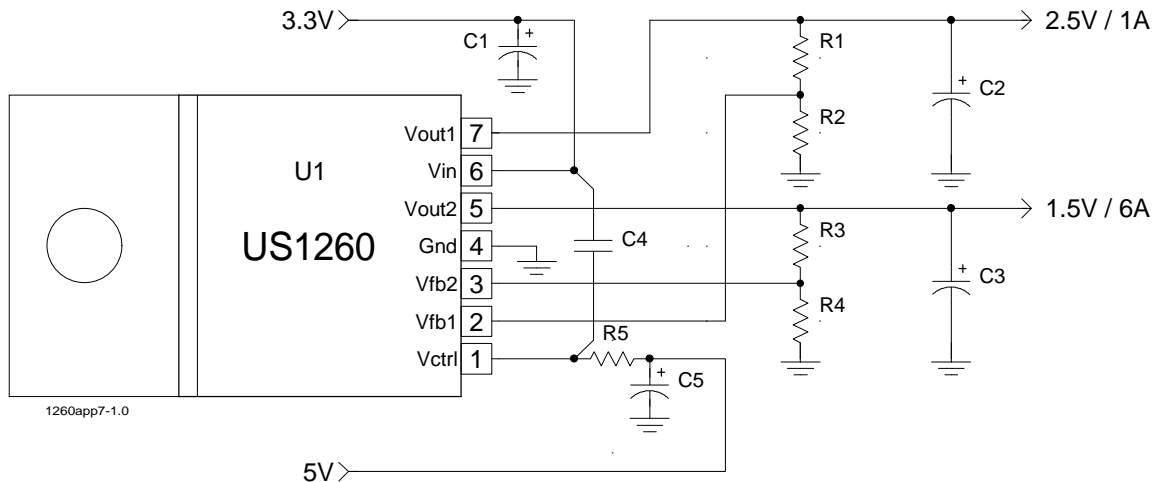 3.3V
C1
+
R1
2.5V / 1A
+
C2
R2
Vout1 7
U1
Vin 6
Vout2 5
1.5V / 6A
US1260
R3
C4
Gnd 4
+
C3
Vfb2 3
R4
Vfb1 2
R5
Vctrl 1
+
C5
1260app7-1.0
5V